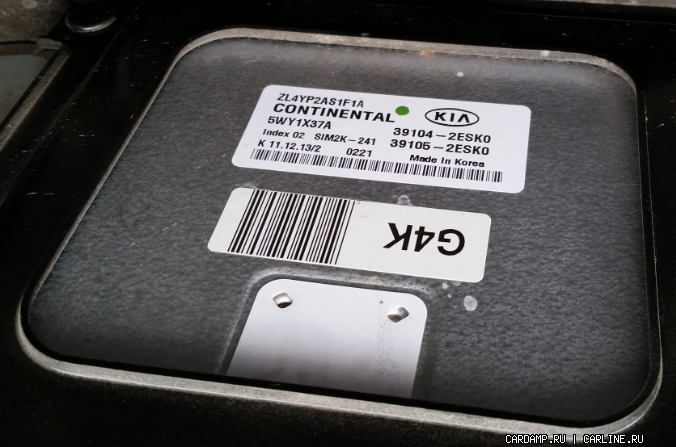 ZL4YP2AS1F1A
CONTINENTAL KIA
5WY1X37A 39104-2ESK0
Index 02 SIM2K-241 39105-2ESK0
K 11.12.13/2 0221 Made in Korea
G4K
CARDAMP.RU | CARLINE.RU